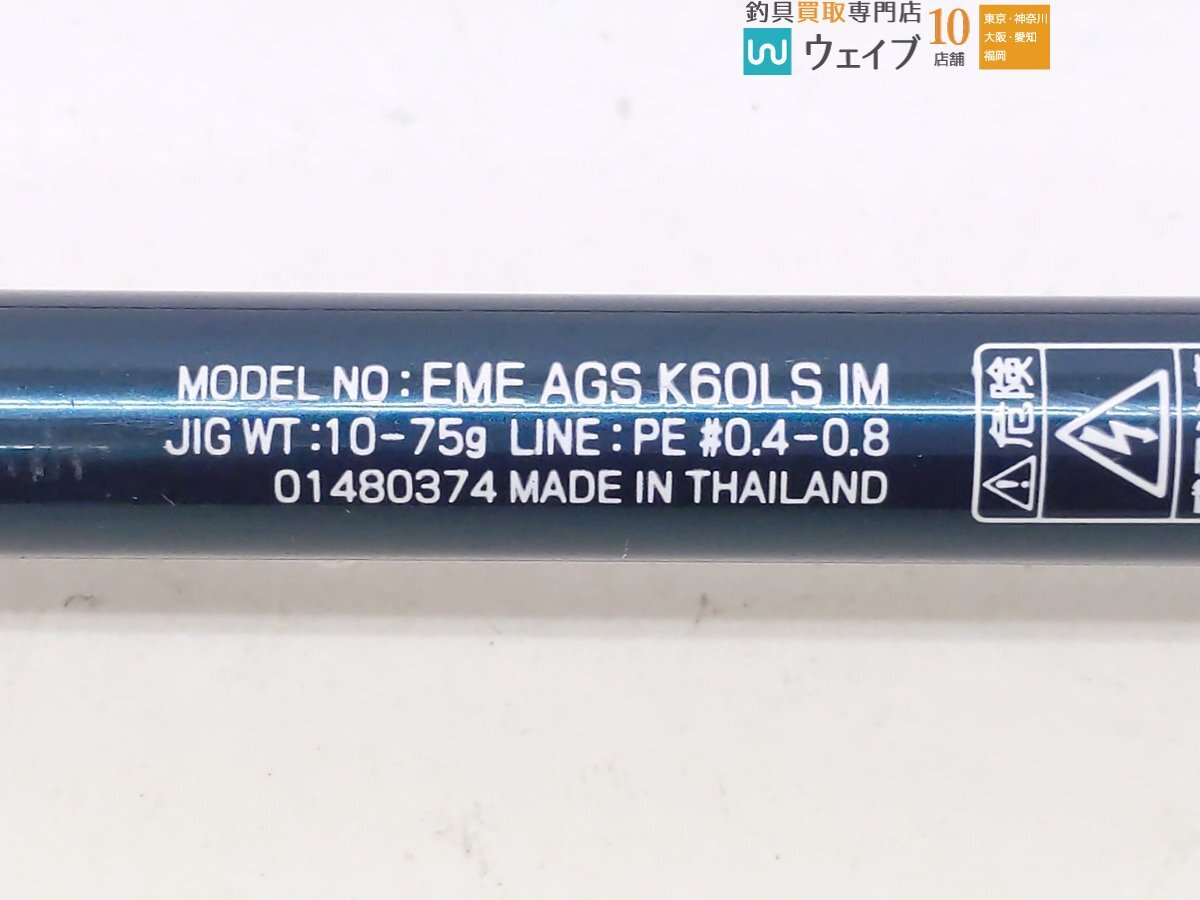 釣具買取専門店
ウェイブ
10
店舗
東京・神奈川
大阪・愛知
福岡
MODEL NO : EME AGS K60LS IM
JIG WT :10-75g LINE : PE #0.4-0.8
01480374 MADE IN THAILAND
危険